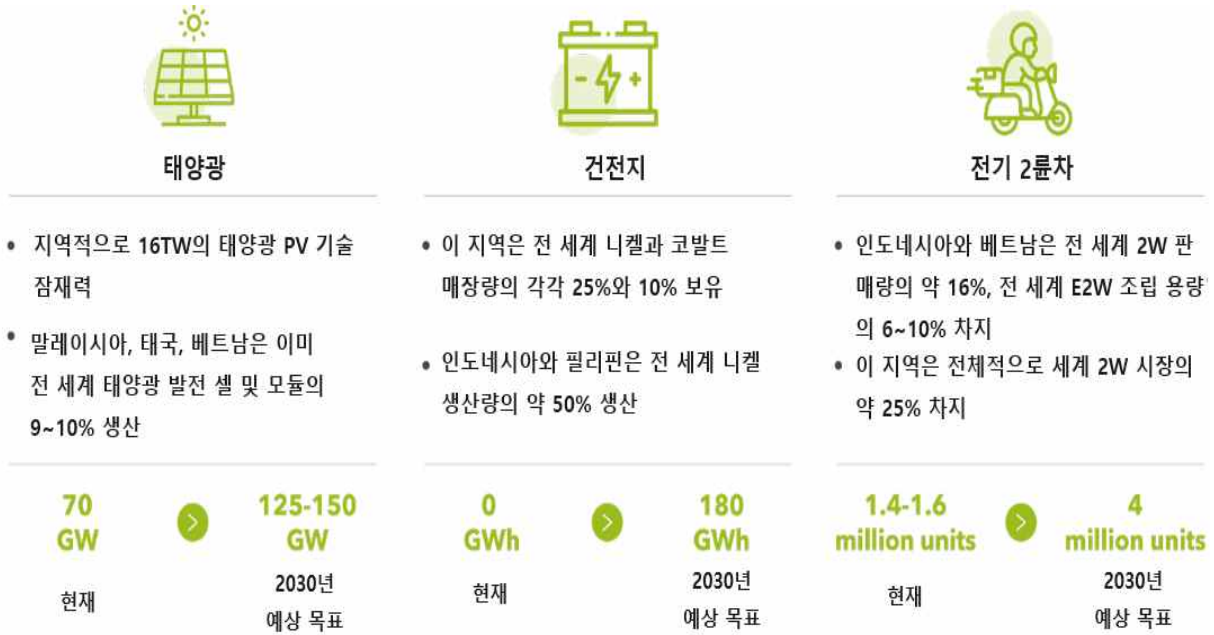 태양광
지역적으로 16TW의 태양광 PV 기술
잠재력
말레이시아, 태국, 베트남은 이미
전 세계 태양광 발전 셀 및 모듈의
9~10% 생산
70
GW
현재
125-150
GW
2030년
예상 목표
건전지
이 지역은 전 세계 니켈과 코발트
매장량의 각각 25%와 10% 보유
인도네시아와 필리핀은 전 세계 니켈
생산량의 약 50% 생산
0
GWh
현재
180
GWh
2030년
예상 목표
전기 2륜차
인도네시아와 베트남은 전 세계 2W 판
매량의 약 16%, 전 세계 E2W 조립 용량
의 6~10% 차지
이 지역은 전체적으로 세계 2W 시장의
약 25% 차지
1.4-1.6
million units
현재
4
million units
2030년
예상 목표